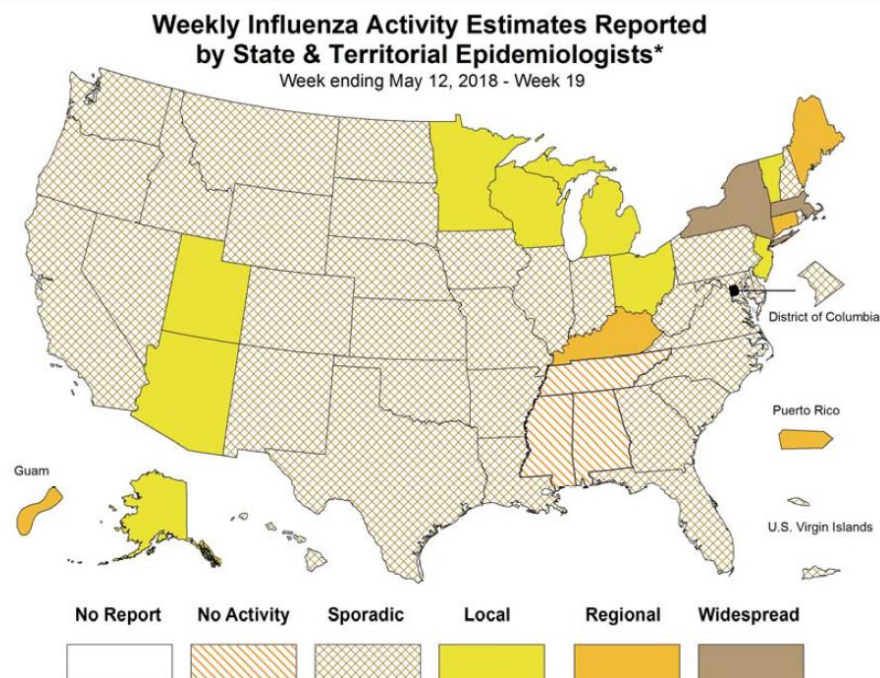 Weekly Influenza Activity Estimates Reported
by State & Territorial Epidemiologists*
Week ending May 12, 2018 - Week 19
District of Columbia
Puerto Rico
Guam
U.S. Virgin Islands
No Report No Activity Sporadic Local Regional Widespread